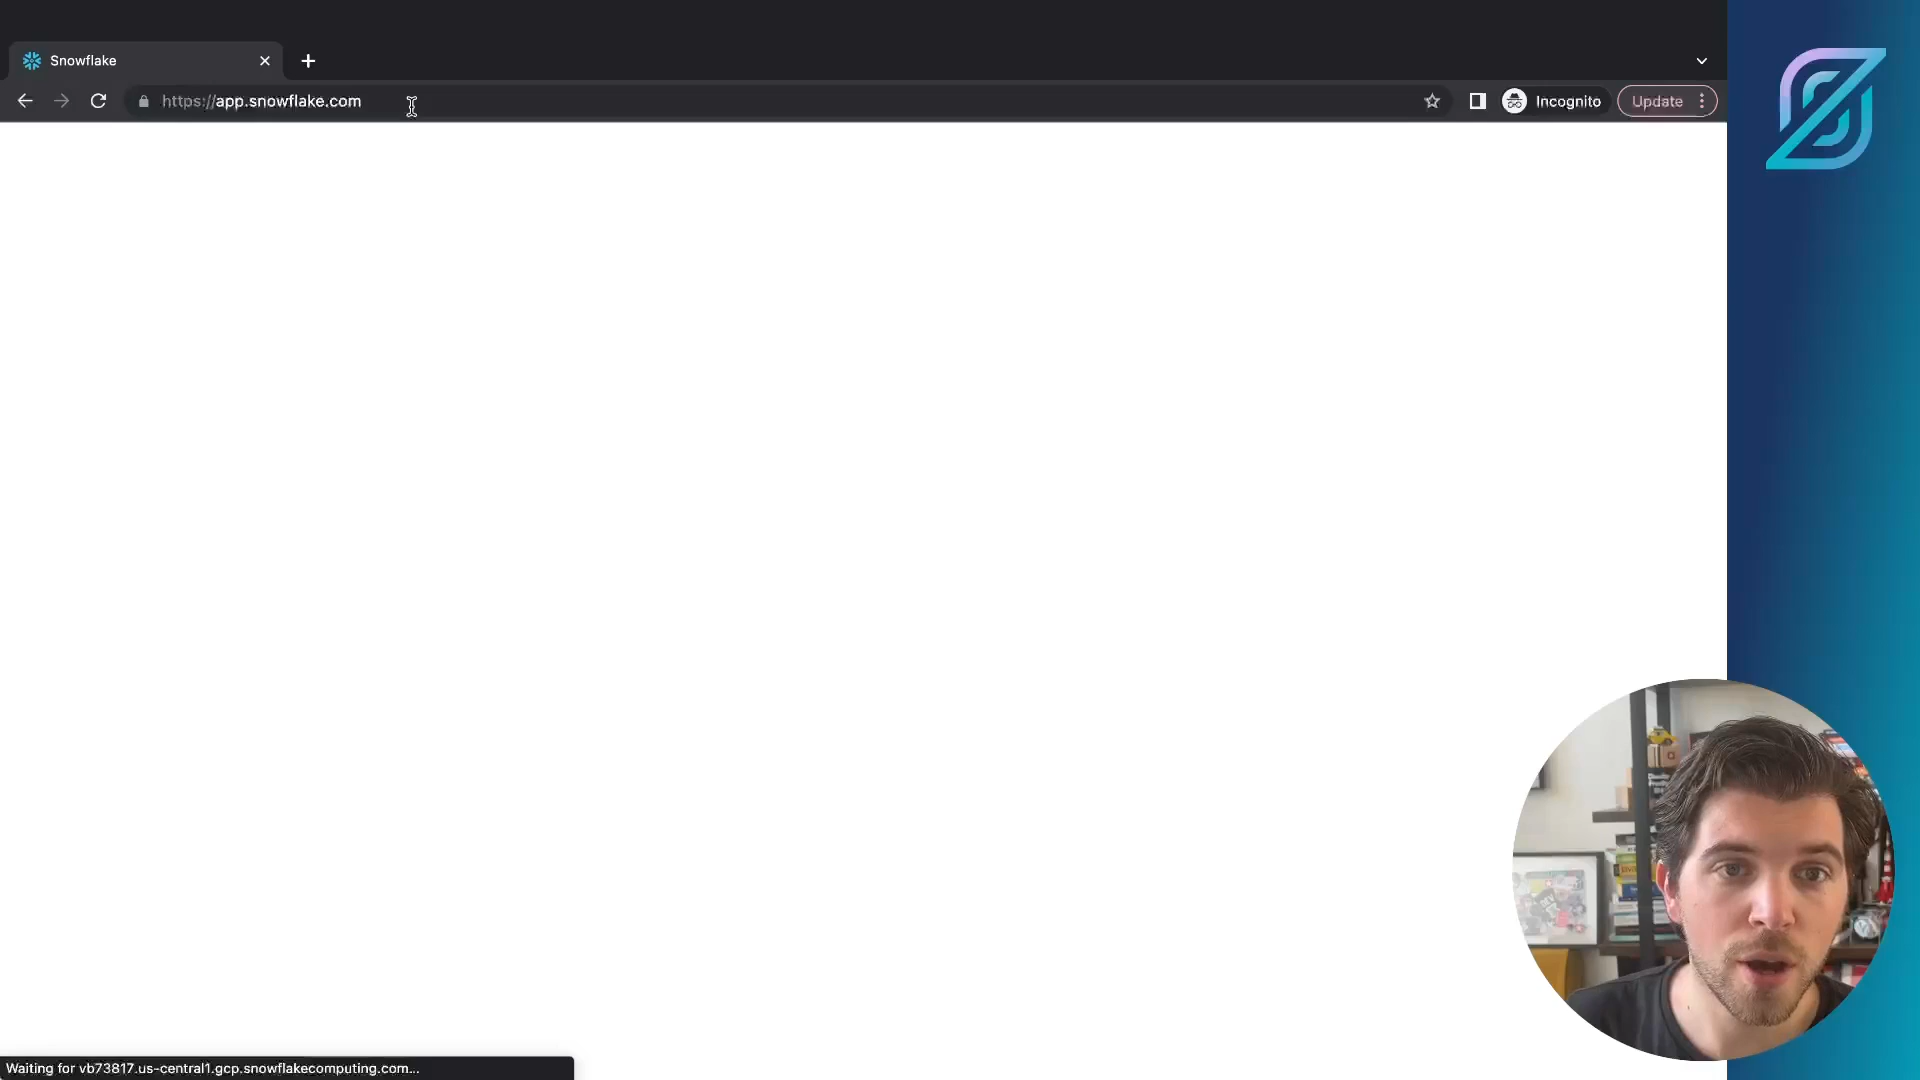 Snowflake
https://app.snowflake.com
Incognito
Update
Waiting for vb73817.us-central1.gcp.snowflakecomputing.com...